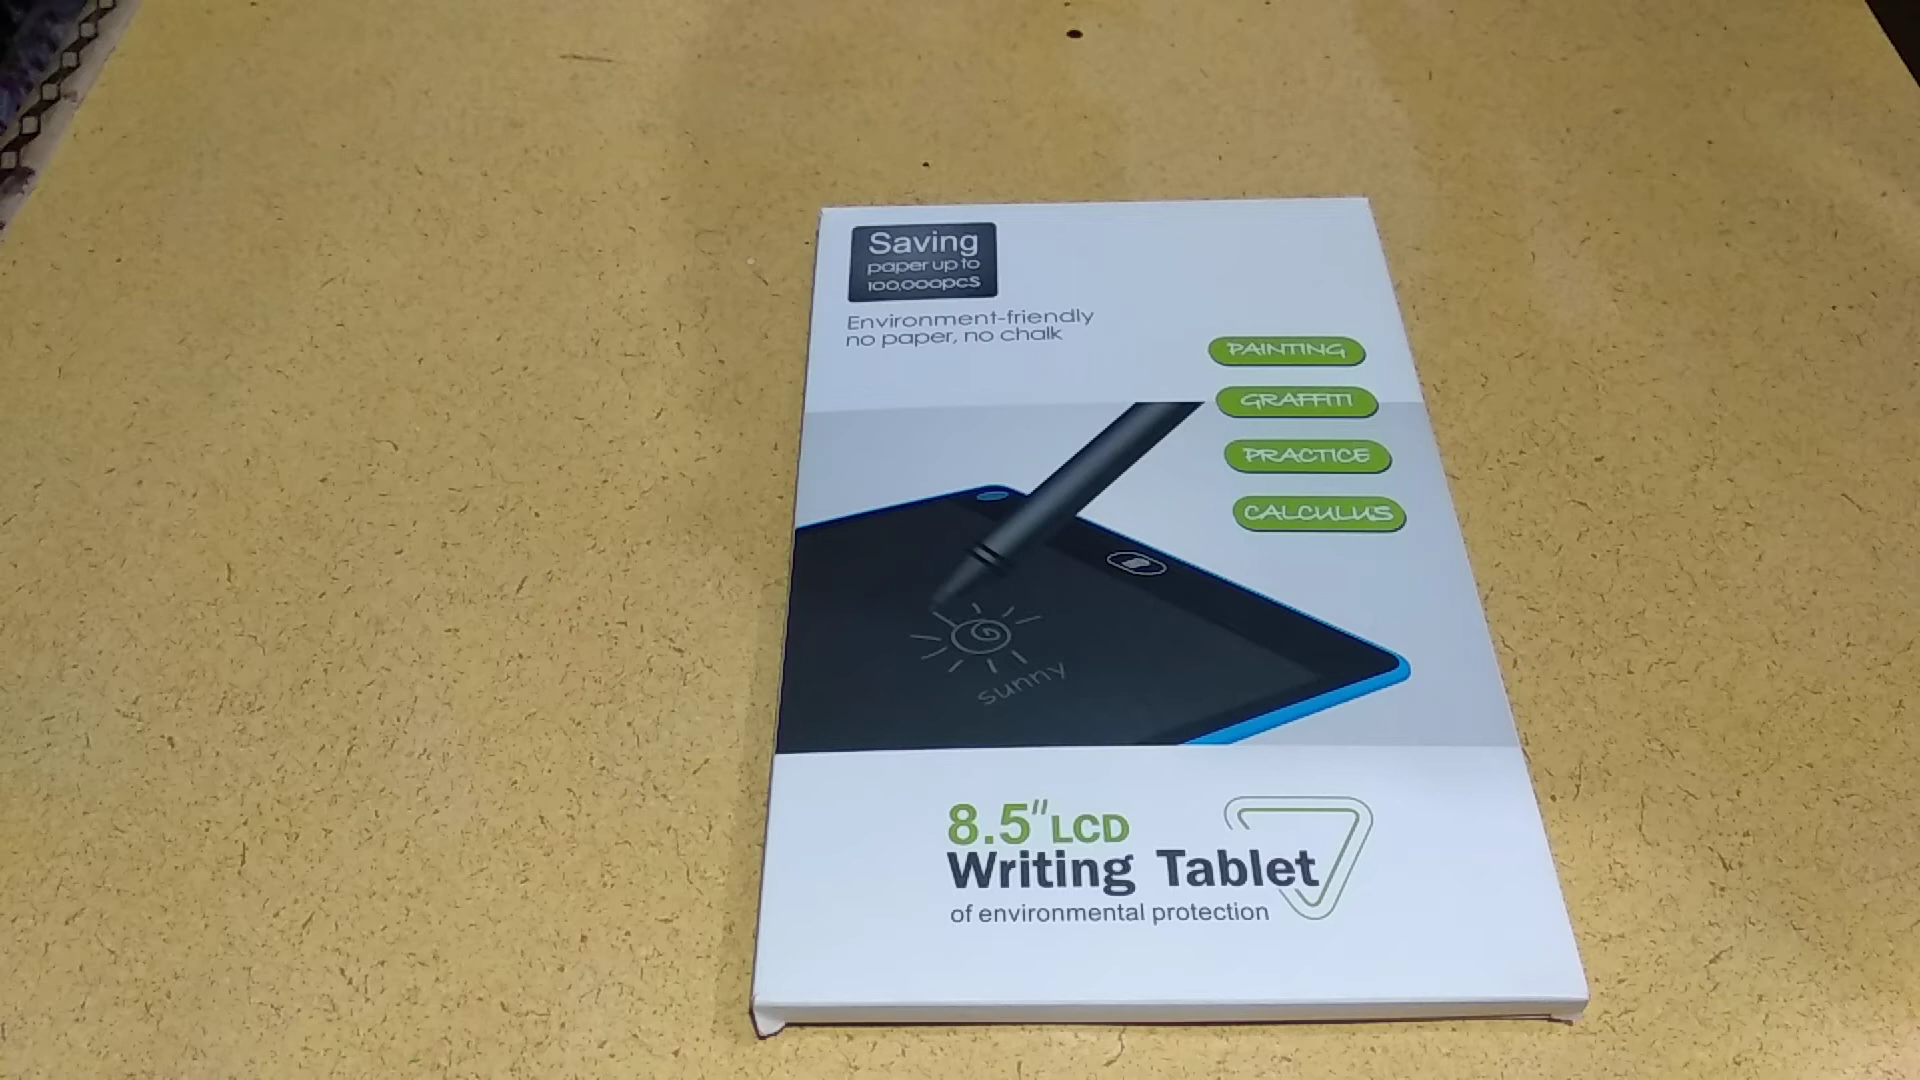 Saving
paper up to
100,000pcs
Environment-friendly
no paper, no chalk
PAINTING
GRAFFITI
PRACTICE
CALCULUS
sunny
8.5"LCD
Writing Tablet
of environmental protection